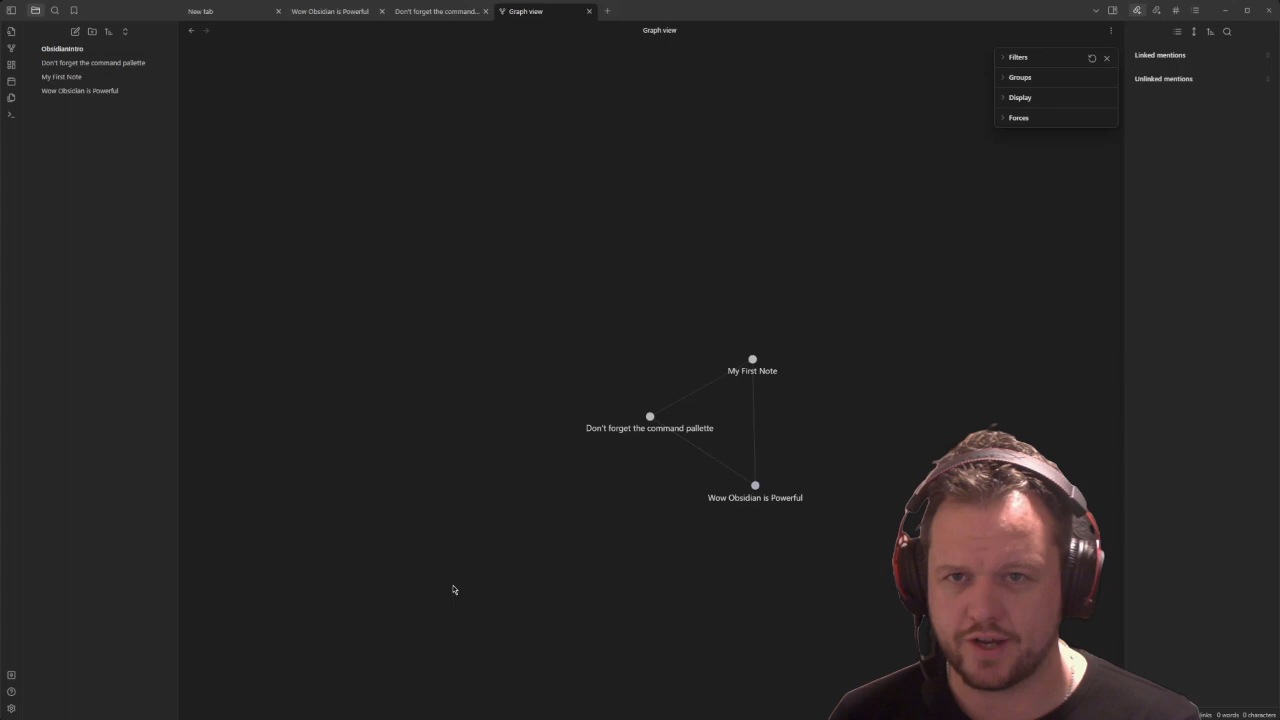 New tab
Wow Obsidian is Powerful
Don't forget the command...
Graph view
Graph view
ObsidianIntro
Don't forget the command pallette
My First Note
Wow Obsidian is Powerful
Filters
Groups
Display
Forces
Linked mentions
Unlinked mentions
My First Note
Don't forget the command pallette
Wow Obsidian is Powerful
0 words 0 characters